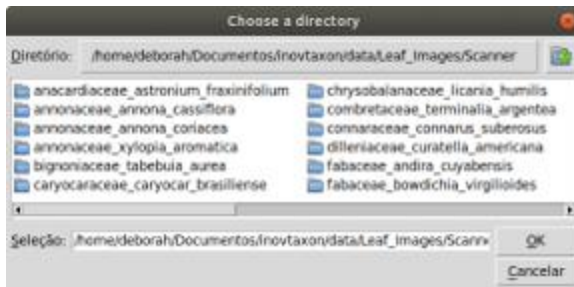 Choose a directory
Diretório: /home/deborah/Documentos/inovtaxon/data/Leaf_Images/Scanner
anacardiaceae_astronium_fraxinifolium
annonaceae_annona_cassiflora
annonaceae_annona_coriacea
annonaceae_xylopia_aromatica
bignoniaceae_tabebuia_aurea
caryocaraceae_caryocar_brasiliense
chrysobalanaceae_licania_humilis
combretaceae_terminalia_argentea
connaraceae_connarus_suberosus
dilleniaceae_curatella_americana
fabaceae_andira_cuyabensis
fabaceae_bowdichia_virgilioides
Seleção: /home/deborah/Documentos/inovtaxon/data/Leaf_Images/Scann
OK
Cancelar